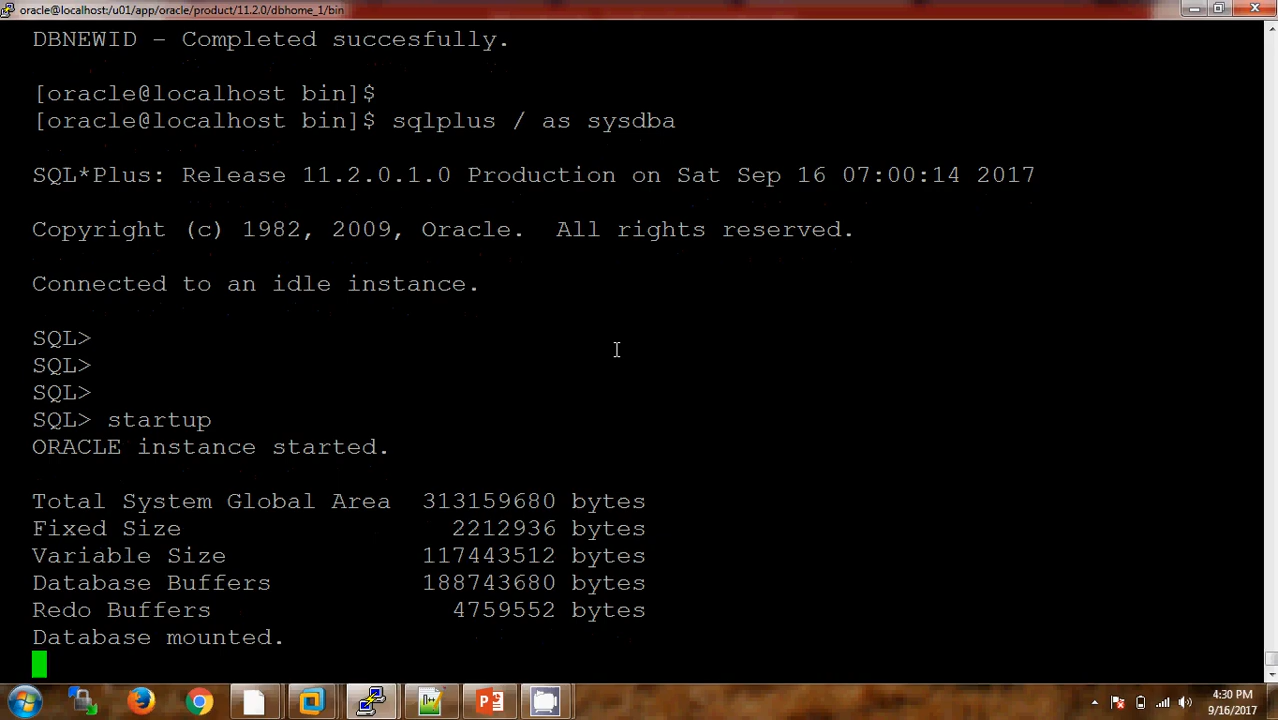 oracle@localhost:/u01/app/oracle/product/11.2.0/dbhome_1/bin
DBNEWID - Completed succesfully.
[oracle@localhost bin]$
[oracle@localhost bin]$ sqlplus / as sysdba
SQL*Plus: Release 11.2.0.1.0 Production on Sat Sep 16 07:00:14 2017
Copyright (c) 1982, 2009, Oracle.  All rights reserved.
Connected to an idle instance.
SQL>
SQL>
SQL>
SQL> startup
ORACLE instance started.
Total System Global Area  313159680 bytes
Fixed Size                  2212936 bytes
Variable Size             117443512 bytes
Database Buffers          188743680 bytes
Redo Buffers                4759552 bytes
Database mounted.
4:30 PM
9/16/2017